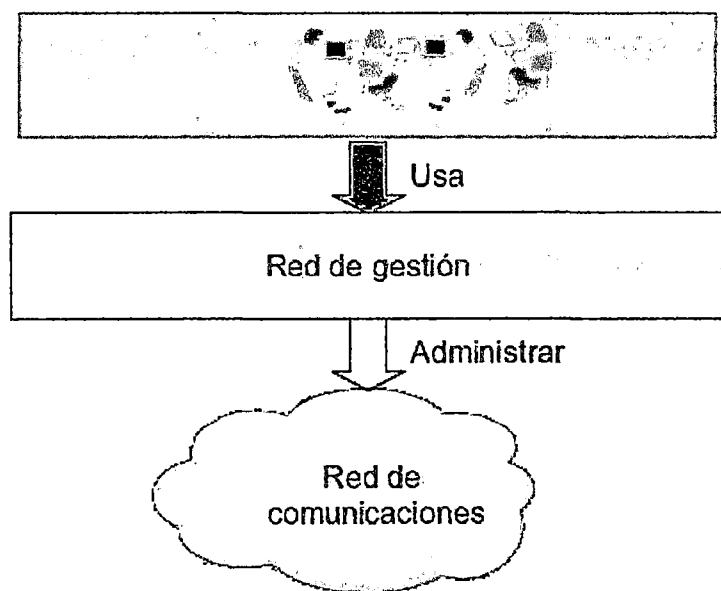 Usa
Red de gestión
Administrar
Red de
comunicaciones